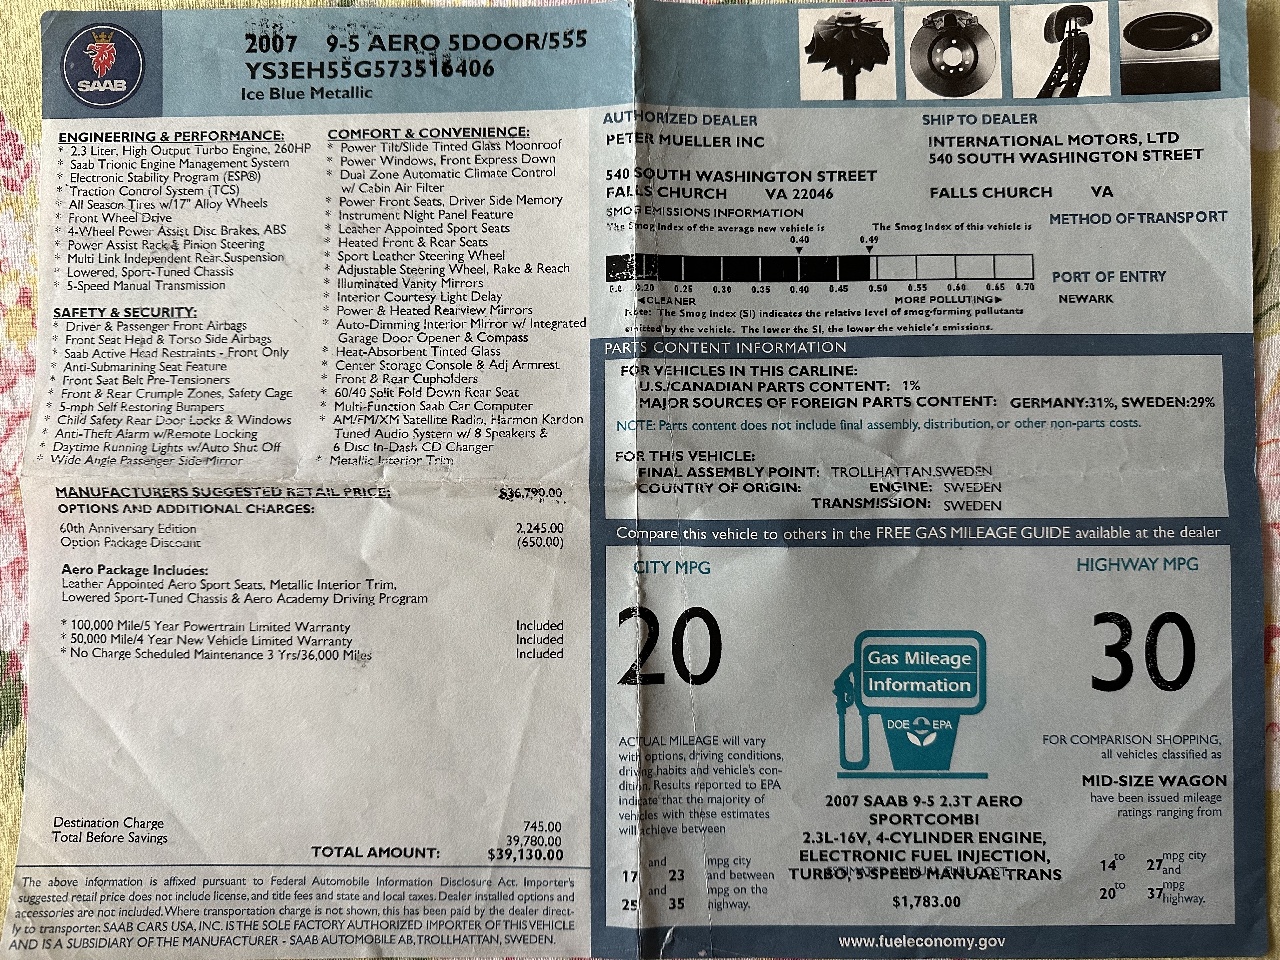 SAAB
2007 9-5 AERO 5DOOR/555
YS3EH55G573516406
Ice Blue Metallic
ENGINEERING & PERFORMANCE:
* 2.3 Liter, High Output Turbo Engine, 260HP
* Saab Trionic Engine Management System
* Electronic Stability Program (ESP®)
* Traction Control System (TCS)
* All Season Tires w/17" Alloy Wheels
* Front Wheel Drive
* 4-Wheel Power Assist Disc Brakes, ABS
* Power Assist Rack & Pinion Steering
* Multi Link Independent Rear Suspension
* Lowered, Sport-Tuned Chassis
* 5-Speed Manual Transmission
SAFETY & SECURITY:
* Driver & Passenger Front Airbags
* Front Seat Head & Torso Side Airbags
* Saab Active Head Restraints - Front Only
* Anti-Submarining Seat Feature
* Front Seat Belt Pre-Tensioners
* Front & Rear Crumple Zones, Safety Cage
* 5-mph Self Restoring Bumpers
* Child Safety Rear Door Locks & Windows
* Anti-Theft Alarm w/Remote Locking
* Daytime Running Lights w/Auto Shut Off
* Wide Angle Passenger Side Mirror
COMFORT & CONVENIENCE:
* Power Tilt/Slide Tinted Glass Moonroof
* Power Windows, Front Express Down
* Dual Zone Automatic Climate Control
w/ Cabin Air Filter
* Power Front Seats, Driver Side Memory
* Instrument Night Panel Feature
* Leather Appointed Sport Seats
* Heated Front & Rear Seats
* Sport Leather Steering Wheel
* Adjustable Steering Wheel, Rake & Reach
* Illuminated Vanity Mirrors
* Interior Courtesy Light Delay
* Power & Heated Rearview Mirrors
* Auto-Dimming Interior Mirror w/ Integrated
Garage Door Opener & Compass
* Heat-Absorbent Tinted Glass
* Center Storage Console & Adj Armrest
* Front & Rear Cupholders
* 60/40 Split Fold Down Rear Seat
* Multi-Function Saab Car Computer
* AM/FM/XM Satellite Radio, Harmon Kardon
Tuned Audio System w/ 8 Speakers &
6 Disc In-Dash CD Changer
* Metallic Interior Trim
MANUFACTURERS SUGGESTED RETAIL PRICE: $36,790.00
OPTIONS AND ADDITIONAL CHARGES:
60th Anniversary Edition 2,245.00
Option Package Discount (650.00)
Aero Package Includes:
Leather Appointed Aero Sport Seats, Metallic Interior Trim,
Lowered Sport-Tuned Chassis & Aero Academy Driving Program
* 100,000 Mile/5 Year Powertrain Limited Warranty Included
* 50,000 Mile/4 Year New Vehicle Limited Warranty Included
* No Charge Scheduled Maintenance 3 Yrs/36,000 Miles Included
Destination Charge 745.00
Total Before Savings 39,780.00
TOTAL AMOUNT: $39,130.00
The above information is affixed pursuant to Federal Automobile Information Disclosure Act. Importer's
suggested retail price does not include license, and title fees and state and local taxes. Dealer installed options and
accessories are not included. Where transportation charge is not shown, this has been paid by the dealer direct-
ly to transporter. SAAB CARS USA, INC. IS THE SOLE FACTORY AUTHORIZED IMPORTER OF THIS VEHICLE
AND IS A SUBSIDIARY OF THE MANUFACTURER - SAAB AUTOMOBILE AB, TROLLHATTAN, SWEDEN.
AUTHORIZED DEALER
PETER MUELLER INC
540 SOUTH WASHINGTON STREET
FALLS CHURCH VA 22046
SHIP TO DEALER
INTERNATIONAL MOTORS, LTD
540 SOUTH WASHINGTON STREET
FALLS CHURCH VA
SMOG EMISSIONS INFORMATION
The Smog Index of the average new vehicle is
0.40
The Smog Index of this vehicle is
0.49
0.20 0.25 0.30 0.35 0.40 0.45 0.50 0.55 0.60 0.65 0.70
◀CLEANER MORE POLLUTING▶
Note: The Smog Index (SI) indicates the relative level of smog-forming pollutants
emitted by the vehicle. The lower the SI, the lower the vehicle's emissions.
METHOD OF TRANSPORT
PORT OF ENTRY
NEWARK
PARTS CONTENT INFORMATION
FOR VEHICLES IN THIS CARLINE:
U.S./CANADIAN PARTS CONTENT: 1%
MAJOR SOURCES OF FOREIGN PARTS CONTENT: GERMANY:31%, SWEDEN:29%
NOTE: Parts content does not include final assembly, distribution, or other non-parts costs.
FOR THIS VEHICLE:
FINAL ASSEMBLY POINT: TROLLHATTAN,SWEDEN
COUNTRY OF ORIGIN: ENGINE: SWEDEN
TRANSMISSION: SWEDEN
Compare this vehicle to others in the FREE GAS MILEAGE GUIDE available at the dealer
CITY MPG
20
HIGHWAY MPG
30
Gas Mileage
Information
DOE EPA
ACTUAL MILEAGE will vary
with options, driving conditions,
driving habits and vehicle's con-
dition. Results reported to EPA
indicate that the majority of
vehicles with these estimates
will achieve between
17 and 23 mpg city
and between
25 and 35 mpg on the
highway.
2007 SAAB 9-5 2.3T AERO
SPORTCOMBI
2.3L-16V, 4-CYLINDER ENGINE,
ELECTRONIC FUEL INJECTION,
TURBO, 5-SPEED MANUAL TRANS
$1,783.00
FOR COMPARISON SHOPPING,
all vehicles classified as
MID-SIZE WAGON
have been issued mileage
ratings ranging from
14 to 27 mpg city
and
20 to 37 mpg
highway.
www.fueleconomy.gov